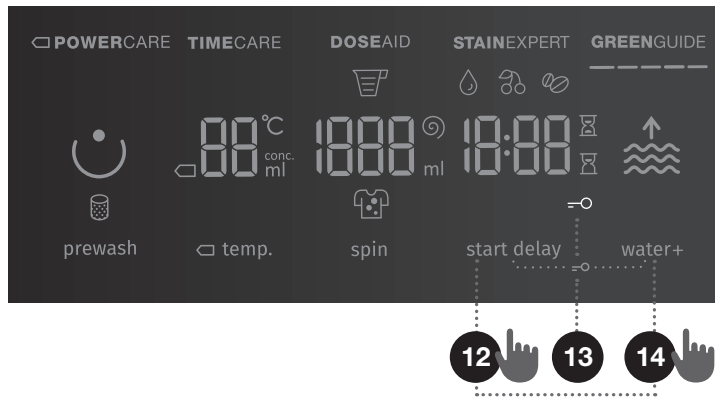 POWERCARE TIMECARE DOSEAID STAINEXPERT GREENGUIDE
88 °C conc. ml 1888 ml 18:88
prewash temp. spin start delay water+
12 13 14